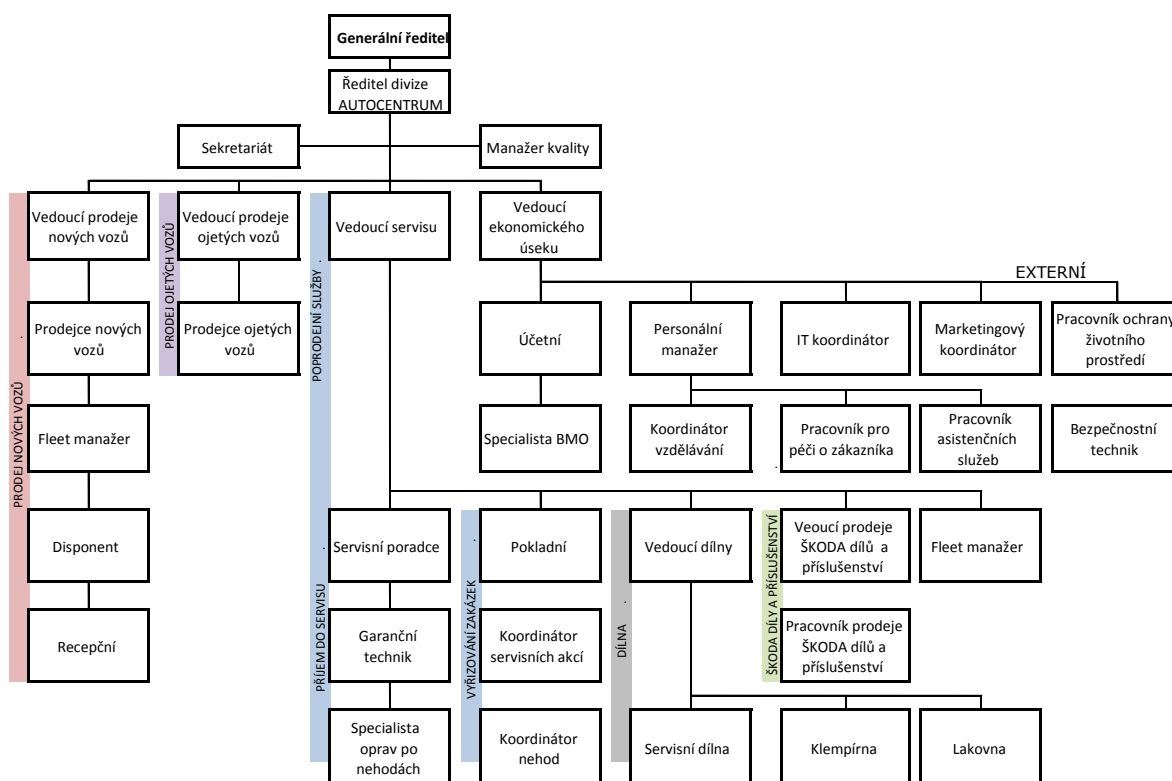 Generální ředitel
Ředitel divize
AUTOCENTRUM
Sekretariát
Manažer kvality
PRODEJ NOVÝCH VOZŮ
PRODEJ OJETÝCH VOZŮ
POPRODEJNÍ SLUŽBY
Vedoucí prodeje
nových vozů
Vedoucí prodeje
ojetých vozů
Vedoucí servisu
Vedoucí
ekonomického
úseku
EXTERNÍ
Prodejce nových
vozů
Prodejce ojetých
vozů
Účetní
Personální
manažer
IT koordinátor
Marketingový
koordinátor
Pracovník ochrany
životního
prostředí
Fleet manažer
Specialista BMO
Koordinátor
vzdělávání
Pracovník pro
péči o zákazníka
Pracovník
asistenčních
služeb
Bezpečnostní
technik
PŘÍJEM DO SERVISU
VYŘIZOVÁNÍ ZAKÁZEK
DÍLNA
ŠKODA DÍLY A PŘÍSLUŠENSTVÍ
Disponent
Servisní poradce
Pokladní
Vedoucí dílny
Veoucí prodeje
ŠKODA dílů a
příslušenství
Fleet manažer
Recepční
Garanční
technik
Koordinátor
servisních akcí
Pracovník prodeje
ŠKODA dílů a
příslušenství
Specialista
oprav po
nehodách
Koordinátor
nehod
Servisní dílna
Klempírna
Lakovna